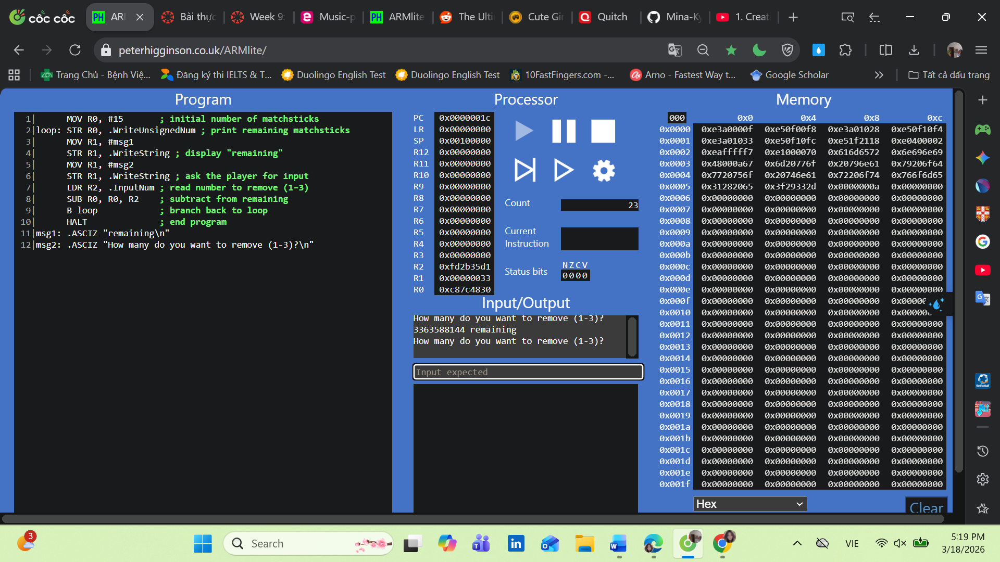 cốc cốc
AR
Bài thực
Week 9:
Music-p
ARMlite
The Ulti
Cute Gir
Quitch
Mina-Ky
1. Creat
peterhigginson.co.uk/ARMlite/
Trang Chủ - Bệnh Việ...
Đăng ký thi IELTS & T...
Duolingo English Test
Duolingo English Test
10FastFingers.com -...
Arno - Fastest Way t...
Google Scholar
Tất cả dấu trang
Program
1| MOV R0, #15 ; initial number of matchsticks
2|loop: STR R0, .WriteUnsignedNum ; print remaining matchsticks
3| MOV R1, #msg1
4| STR R1, .WriteString ; display "remaining"
5| MOV R1, #msg2
6| STR R1, .WriteString ; ask the player for input
7| LDR R2, .InputNum ; read number to remove (1–3)
8| SUB R0, R0, R2 ; subtract from remaining
9| B loop ; branch back to loop
10| HALT ; end program
11|msg1: .ASCIZ "remaining\n"
12|msg2: .ASCIZ "How many do you want to remove (1-3)?\n"
Processor
PC 0x0000001c
LR 0x00000000
SP 0x00100000
R12 0x00000000
R11 0x00000000
R10 0x00000000
R9 0x00000000
R8 0x00000000
R7 0x00000000
R6 0x00000000
R5 0x00000000
R4 0x00000000
R3 0x00000000
R2 0xfd2b35d1
R1 0x00000033
R0 0xc87c4830
Count 23
Current
Instruction
Status bits
NZCV
0000
Input/Output
How many do you want to remove (1-3)?
3363588144 remaining
How many do you want to remove (1-3)?
Input expected
Memory
000 0x0 0x4 0x8 0xc
0x0000 0xe3a0000f 0xe50f00f8 0xe3a01028 0xe50f10f4
0x0001 0xe3a01033 0xe50f10fc 0xe51f2118 0xe0400002
0x0002 0xeafffff7 0xe1000070 0x616d6572 0x6e696e69
0x0003 0x48000a67 0x6d20776f 0x20796e61 0x79206f64
0x0004 0x7720756f 0x20746e61 0x72206f74 0x766f6d65
0x0005 0x31282065 0x3f29332d 0x0000000a 0x00000000
0x0006 0x00000000 0x00000000 0x00000000 0x00000000
0x0007 0x00000000 0x00000000 0x00000000 0x00000000
0x0008 0x00000000 0x00000000 0x00000000 0x00000000
0x0009 0x00000000 0x00000000 0x00000000 0x00000000
0x000a 0x00000000 0x00000000 0x00000000 0x00000000
0x000b 0x00000000 0x00000000 0x00000000 0x00000000
0x000c 0x00000000 0x00000000 0x00000000 0x00000000
0x000d 0x00000000 0x00000000 0x00000000 0x00000000
0x000e 0x00000000 0x00000000 0x00000000 0x00000000
0x000f 0x00000000 0x00000000 0x00000000 0x0000
0x0010 0x00000000 0x00000000 0x00000000 0x00000
0x0011 0x00000000 0x00000000 0x00000000 0x00000000
0x0012 0x00000000 0x00000000 0x00000000 0x00000000
0x0013 0x00000000 0x00000000 0x00000000 0x00000000
0x0014 0x00000000 0x00000000 0x00000000 0x00000000
0x0015 0x00000000 0x00000000 0x00000000 0x00000000
0x0016 0x00000000 0x00000000 0x00000000 0x00000000
0x0017 0x00000000 0x00000000 0x00000000 0x00000000
0x0018 0x00000000 0x00000000 0x00000000 0x00000000
0x0019 0x00000000 0x00000000 0x00000000 0x00000000
0x001a 0x00000000 0x00000000 0x00000000 0x00000000
0x001b 0x00000000 0x00000000 0x00000000 0x00000000
0x001c 0x00000000 0x00000000 0x00000000 0x00000000
0x001d 0x00000000 0x00000000 0x00000000 0x00000000
0x001e 0x00000000 0x00000000 0x00000000 0x00000000
0x001f 0x00000000 0x00000000 0x00000000 0x00000000
Hex
Clear
3
Search
VIE
5:19 PM
3/18/2026